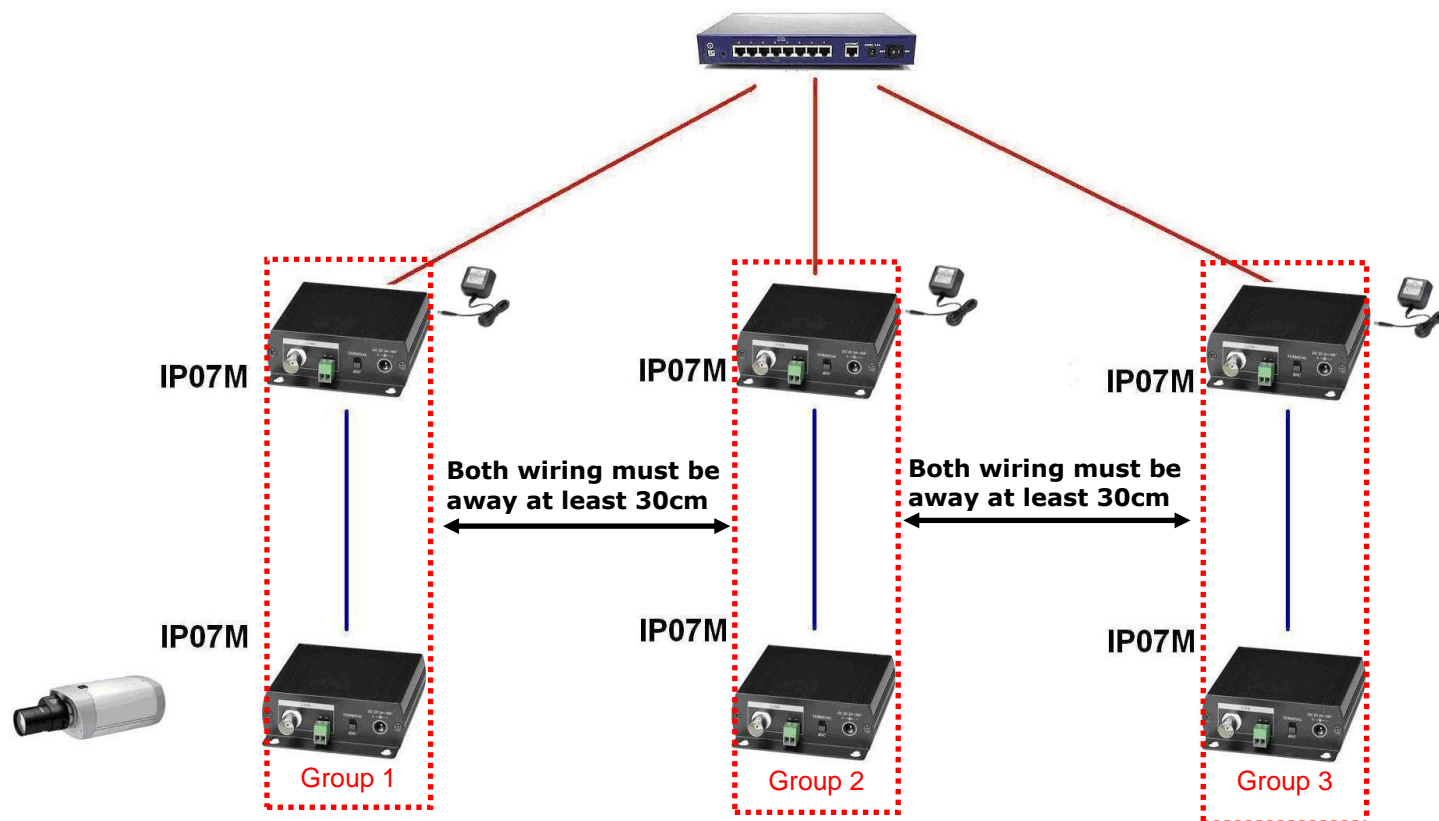 IP07M
IP07M
IP07M
Both wiring must be
away at least 30cm
Both wiring must be
away at least 30cm
IP07M
IP07M
IP07M
Group 1
Group 2
Group 3